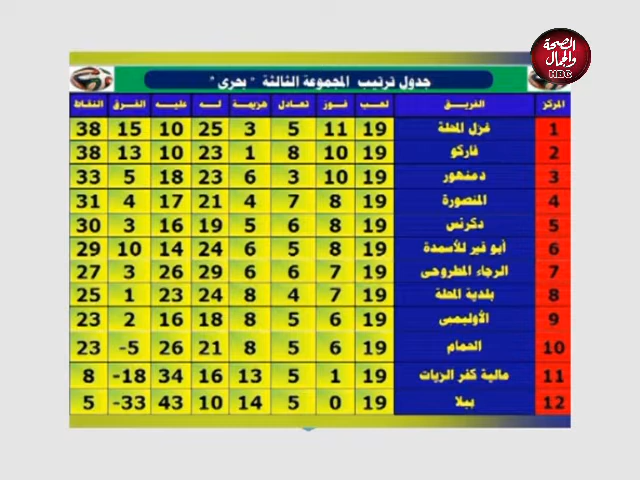 الصحة
والجمال
HBC
جدول ترتيب المجموعة الثالثة " بحرى "
المركز الفريق لعب فوز تعادل هزيمة له عليه الفرق النقاط
1 غزل المحلة 19 11 5 3 25 10 15 38
2 فاركو 19 10 8 1 23 10 13 38
3 دمنهور 19 10 3 6 23 18 5 33
4 المنصورة 19 8 7 4 21 17 4 31
5 دكرنس 19 8 6 5 19 16 3 30
6 أبو قير للأسمدة 19 8 5 6 24 14 10 29
7 الرجاء المطروحى 19 7 6 6 29 26 3 27
8 بلدية المحلة 19 7 4 8 24 23 1 25
9 الأوليمبى 19 6 5 8 18 16 2 23
10 الحمام 19 6 5 8 21 26 -5 23
11 مالية كفر الزيات 19 1 5 13 16 34 -18 8
12 بيلا 19 0 5 14 10 43 -33 5